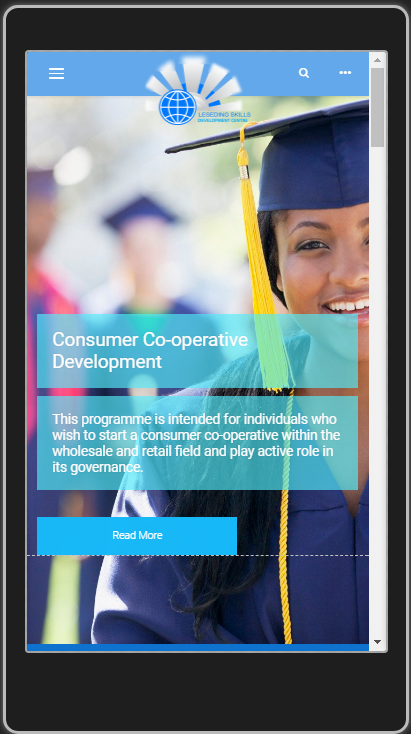 LESEDING SKILLS
DEVELOPMENT CENTRE
Consumer Co-operative
Development
This programme is intended for individuals who
wish to start a consumer co-operative within the
wholesale and retail field and play active role in
its governance.
Read More